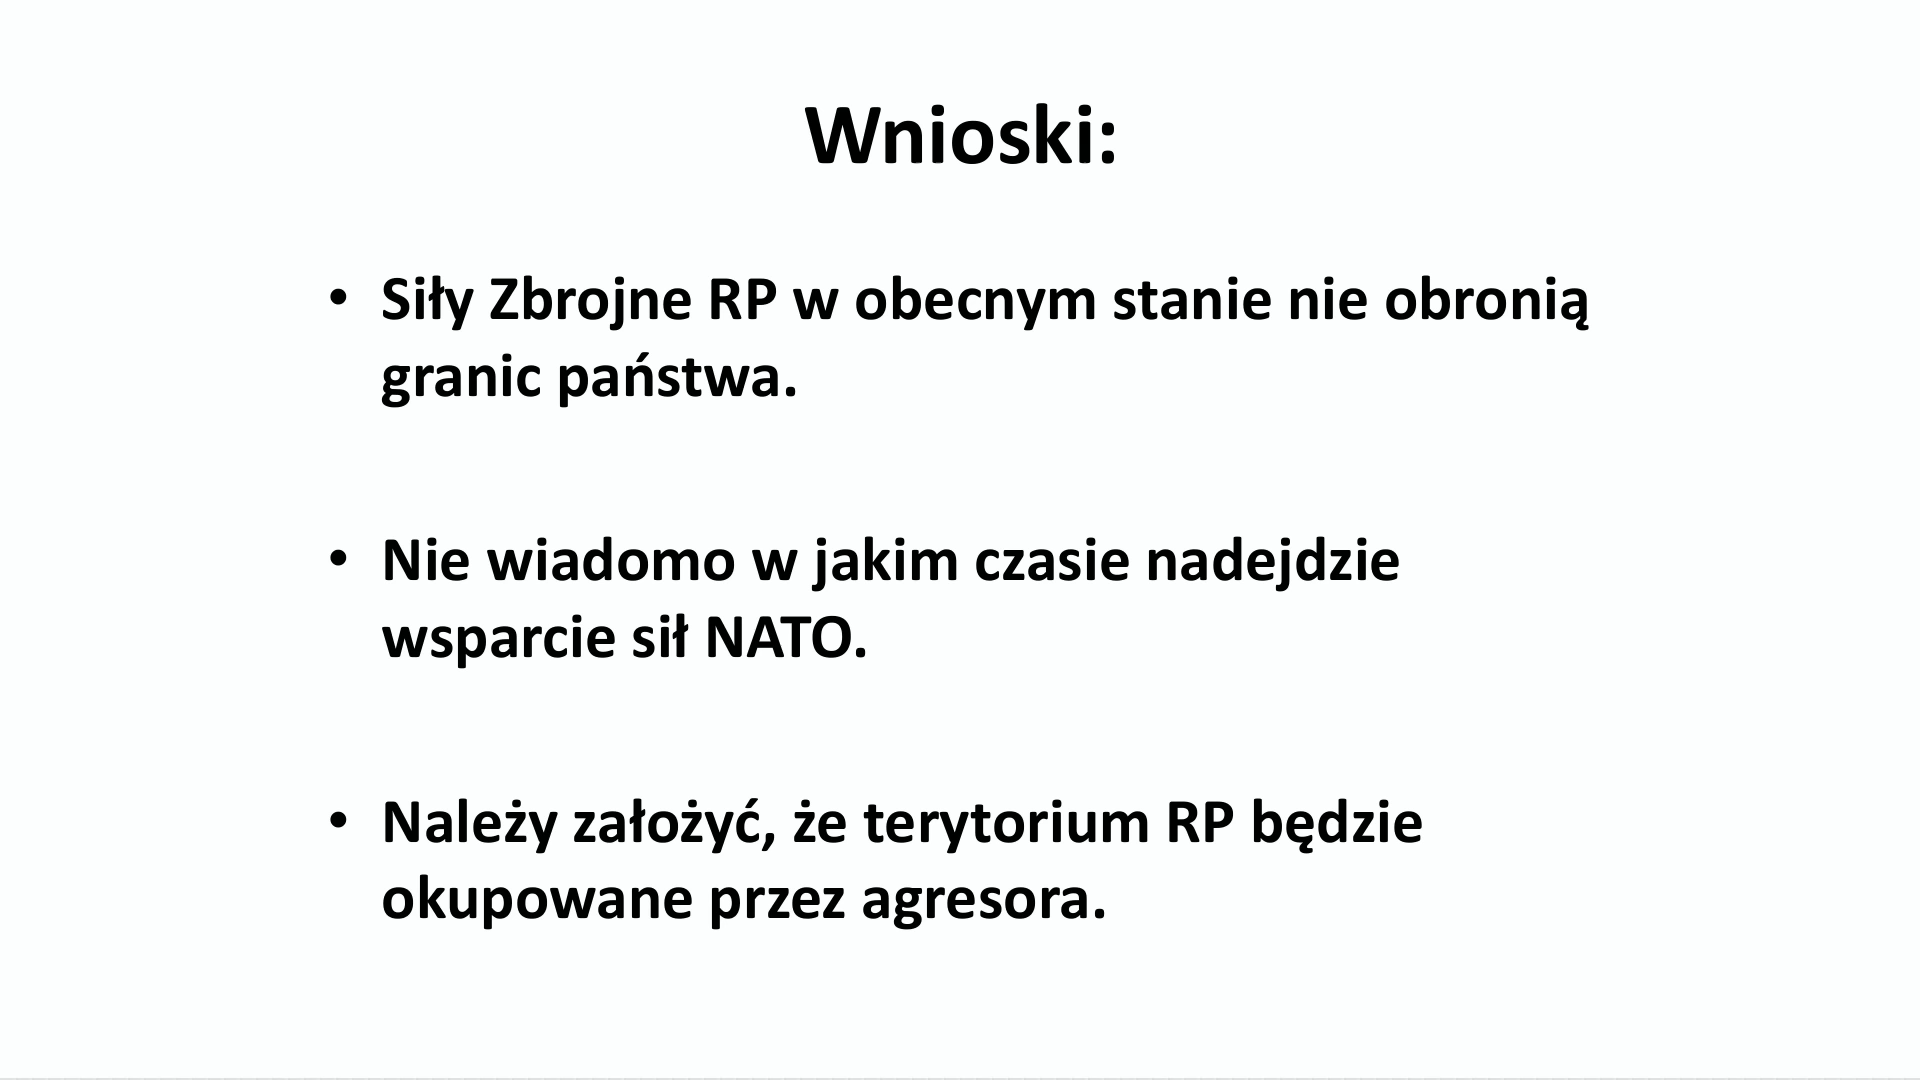 Wnioski:
• Siły Zbrojne RP w obecnym stanie nie obronią
granic państwa.
• Nie wiadomo w jakim czasie nadejdzie
wsparcie sił NATO.
• Należy założyć, że terytorium RP będzie
okupowane przez agresora.